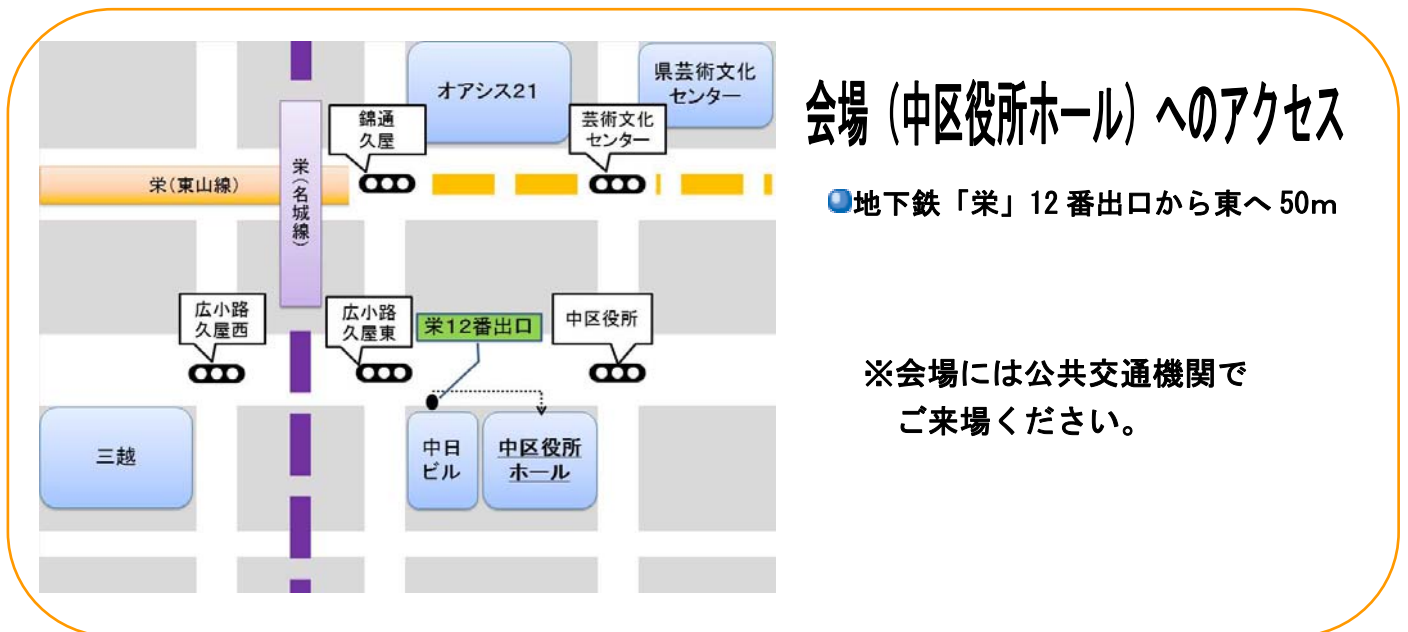 オアシス21
県芸術文化
センター
錦通
久屋
芸術文化
センター
栄(東山線)
栄(名城線)
広小路
久屋西
広小路
久屋東
栄12番出口
中区役所
三越
中日
ビル
中区役所
ホール
会場（中区役所ホール）へのアクセス
地下鉄「栄」12番出口から東へ50m
※会場には公共交通機関で
ご来場ください。